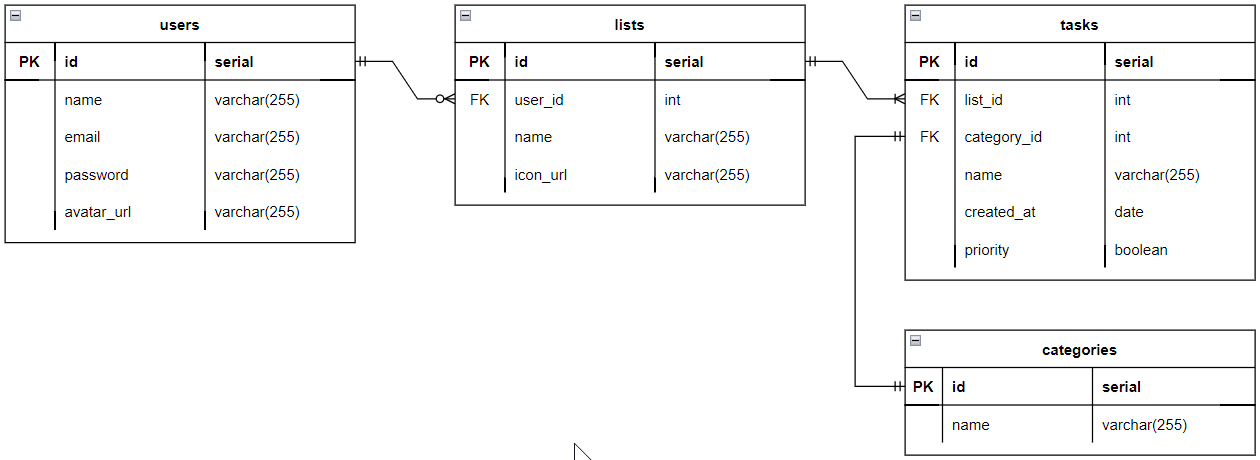 users
PK id serial
name varchar(255)
email varchar(255)
password varchar(255)
avatar_url varchar(255)
lists
PK id serial
FK user_id int
name varchar(255)
icon_url varchar(255)
tasks
PK id serial
FK list_id int
FK category_id int
name varchar(255)
created_at date
priority boolean
categories
PK id serial
name varchar(255)